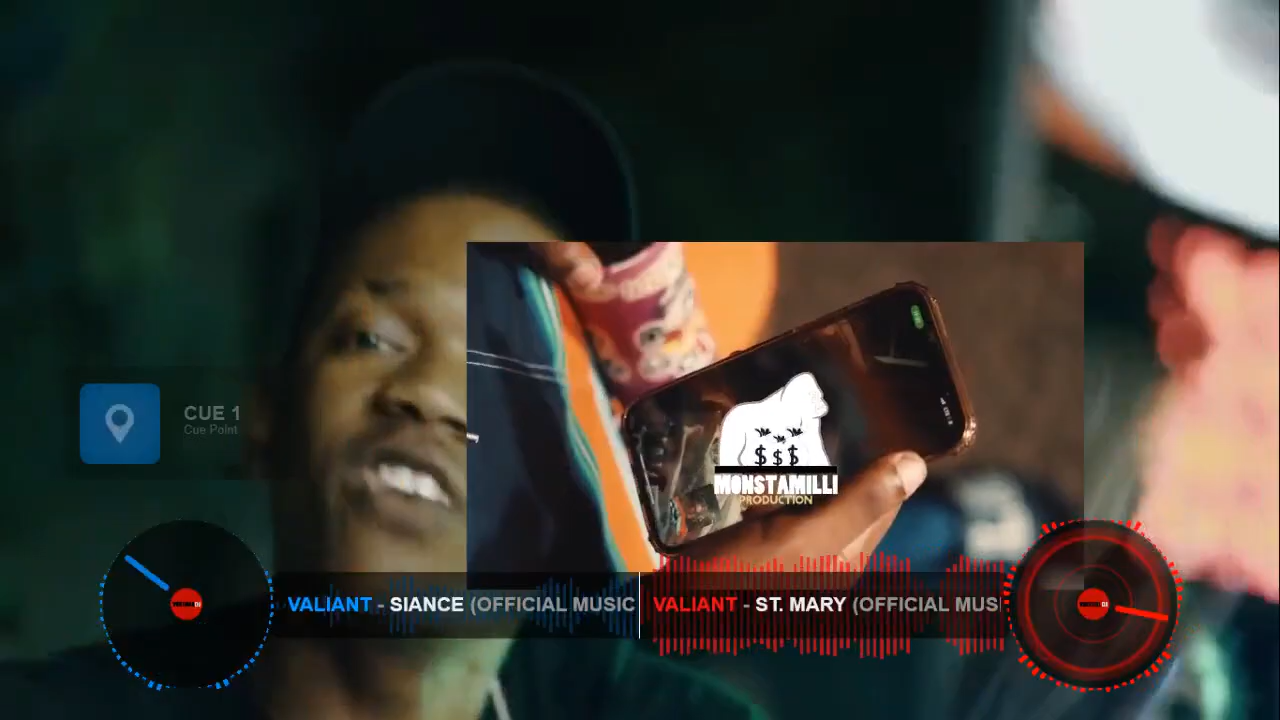 CUE 1
Cue Point
$ $ $
MONSTAMILLI
PRODUCTION
VALIANT - SIANCE (OFFICIAL MUSIC
VALIANT - ST. MARY (OFFICIAL MUS